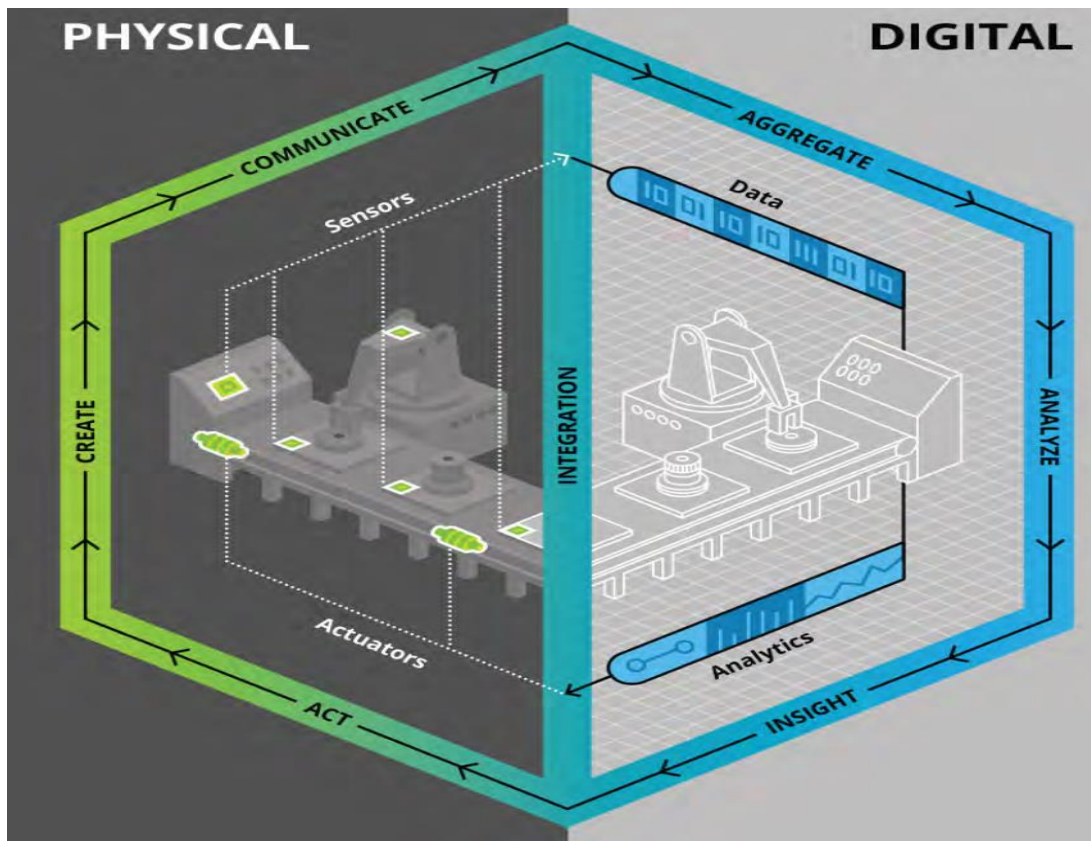 PHYSICAL
DIGITAL
COMMUNICATE
AGGREGATE
Sensors
Data
10 01 10 10 111 01 10
CREATE
INTEGRATION
ANALYZE
Actuators
Analytics
ACT
INSIGHT